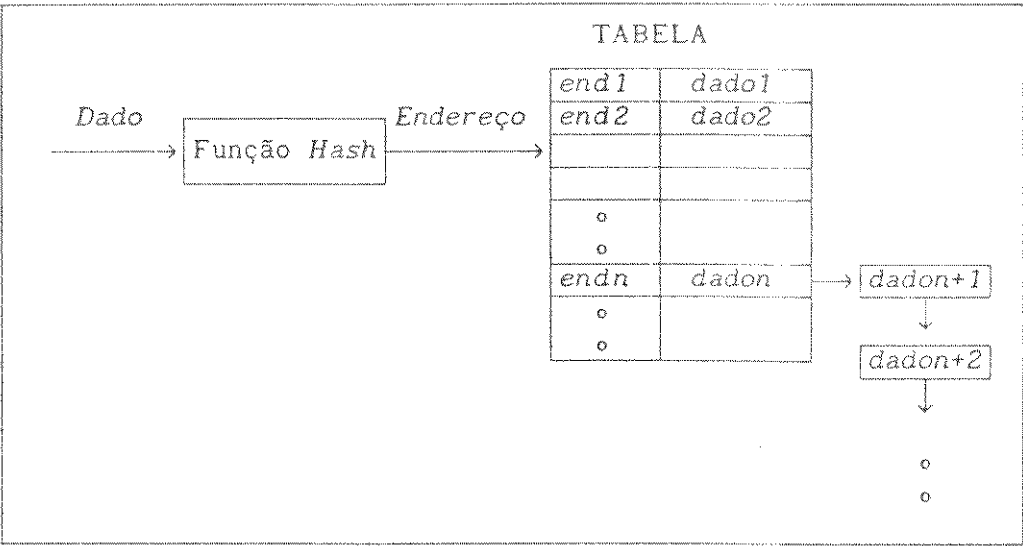 TABELA
end1 dado1
Dado Endereço end2 dado2
Função Hash
endn dadon dadon+1
dadon+2